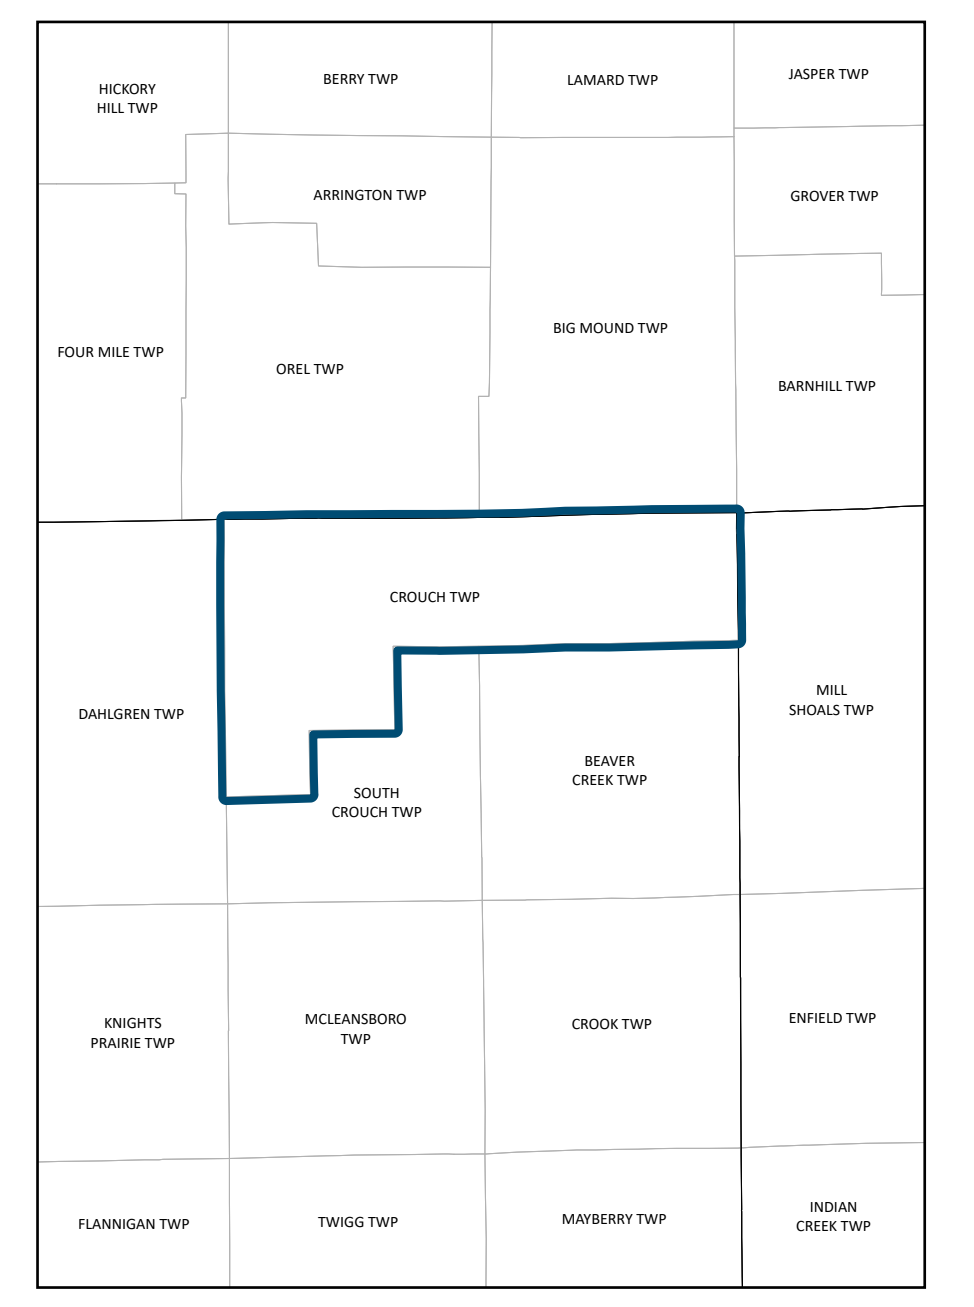 HICKORY
HILL TWP
BERRY TWP
LAMARD TWP
JASPER TWP
ARRINGTON TWP
GROVER TWP
FOUR MILE TWP
OREL TWP
BIG MOUND TWP
BARNHILL TWP
CROUCH TWP
DAHLGREN TWP
MILL
SHOALS TWP
SOUTH
CROUCH TWP
BEAVER
CREEK TWP
KNIGHTS
PRAIRIE TWP
MCLEANSBORO
TWP
CROOK TWP
ENFIELD TWP
FLANNIGAN TWP
TWIGG TWP
MAYBERRY TWP
INDIAN
CREEK TWP